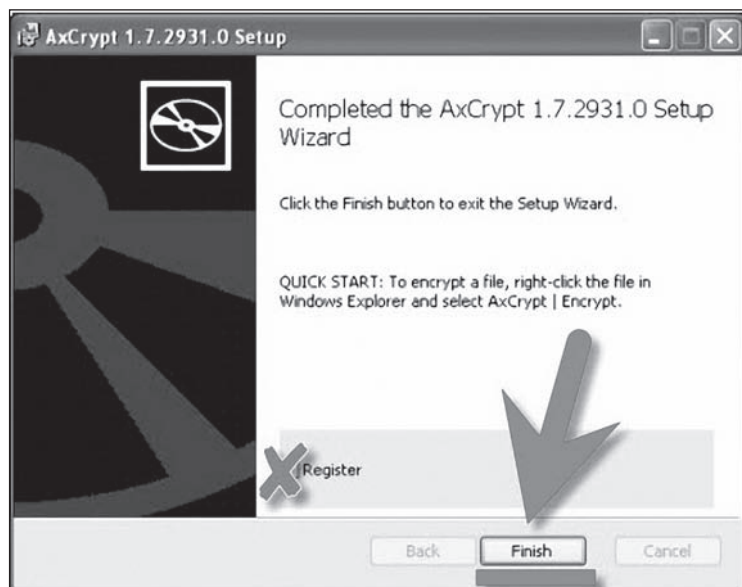 AxCrypt 1.7.2931.0 Setup
Completed the AxCrypt 1.7.2931.0 Setup
Wizard
Click the Finish button to exit the Setup Wizard.
QUICK START: To encrypt a file, right-click the file in
Windows Explorer and select AxCrypt | Encrypt.
Register
Back
Finish
Cancel